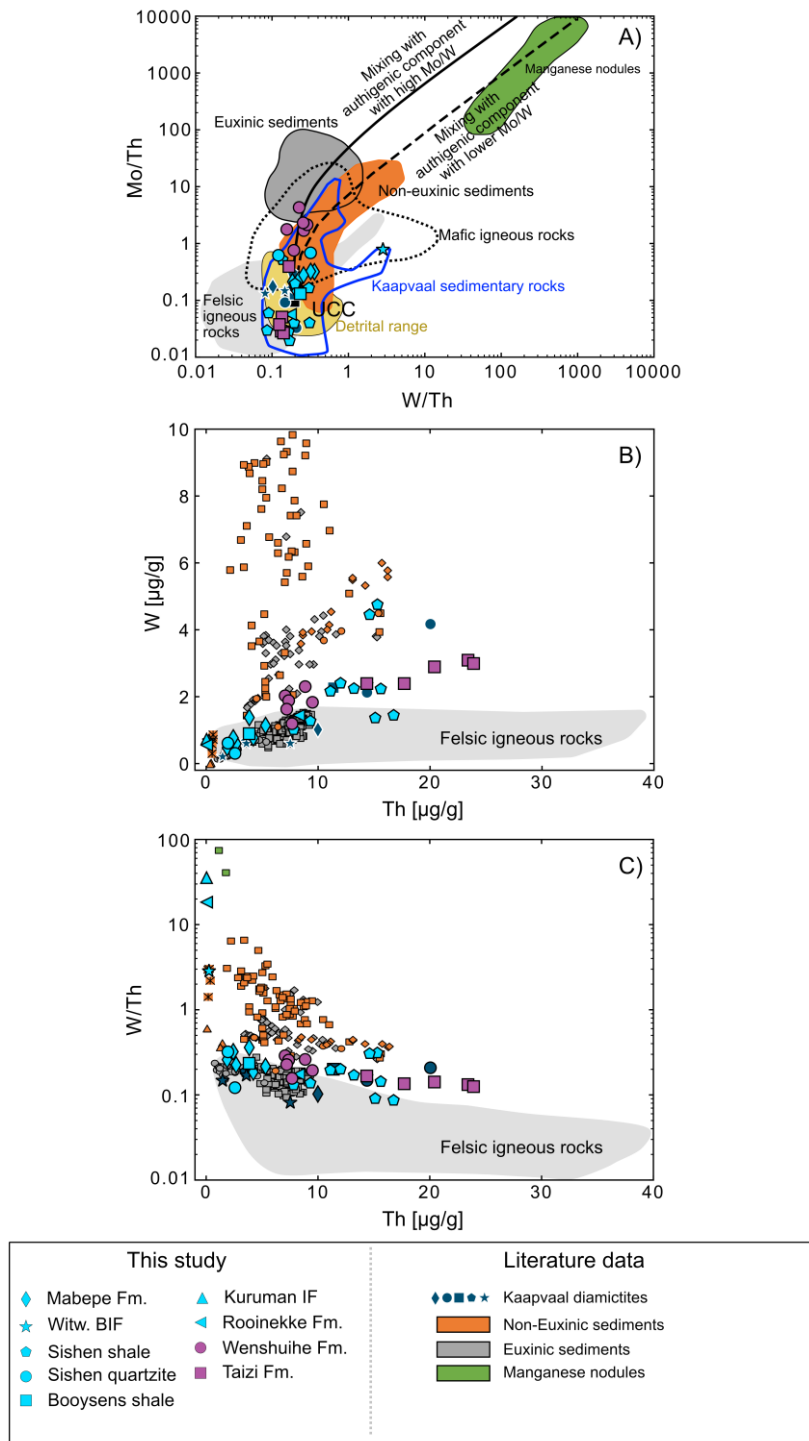 A)
10000
1000
100
10
1
0.1
0.01
Mo/Th
Mixing with
authigenic component
with high Mo/W
Manganese nodules
Mixing with
authigenic component
with lower Mo/W
Euxinic sediments
Non-euxinic sediments
Mafic igneous rocks
Kaapvaal sedimentary rocks
Felsic
igneous
rocks
UCC
Detrital range
0.1 1 10 100 1000 10000
W/Th
B)
10
8
6
4
2
0
W [µg/g]
Felsic igneous rocks
0 10 20 30 40
Th [µg/g]
C)
100
10
1
0.1
0.01
W/Th
Felsic igneous rocks
0 10 20 30 40
Th [µg/g]
This study
Mabepe Fm.
Witw. BIF
Sishen shale
Sishen quartzite
Booysens shale
Kuruman IF
Rooinekke Fm.
Wenshuihe Fm.
Taizi Fm.
Literature data
Kaapvaal diamictites
Non-Euxinic sediments
Euxinic sediments
Manganese nodules